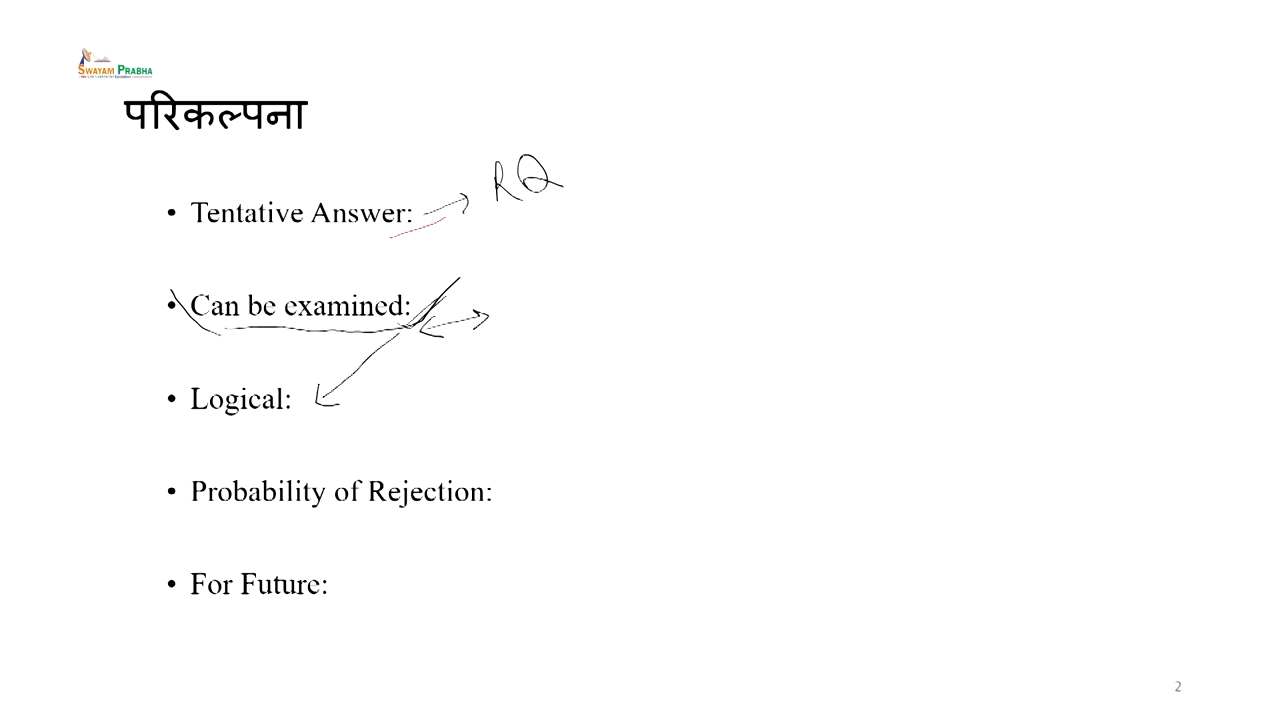 SWAYAM PRABHA
परिकल्पना
RQ
• Tentative Answer:
• Can be examined:
• Logical:
• Probability of Rejection:
• For Future:
2